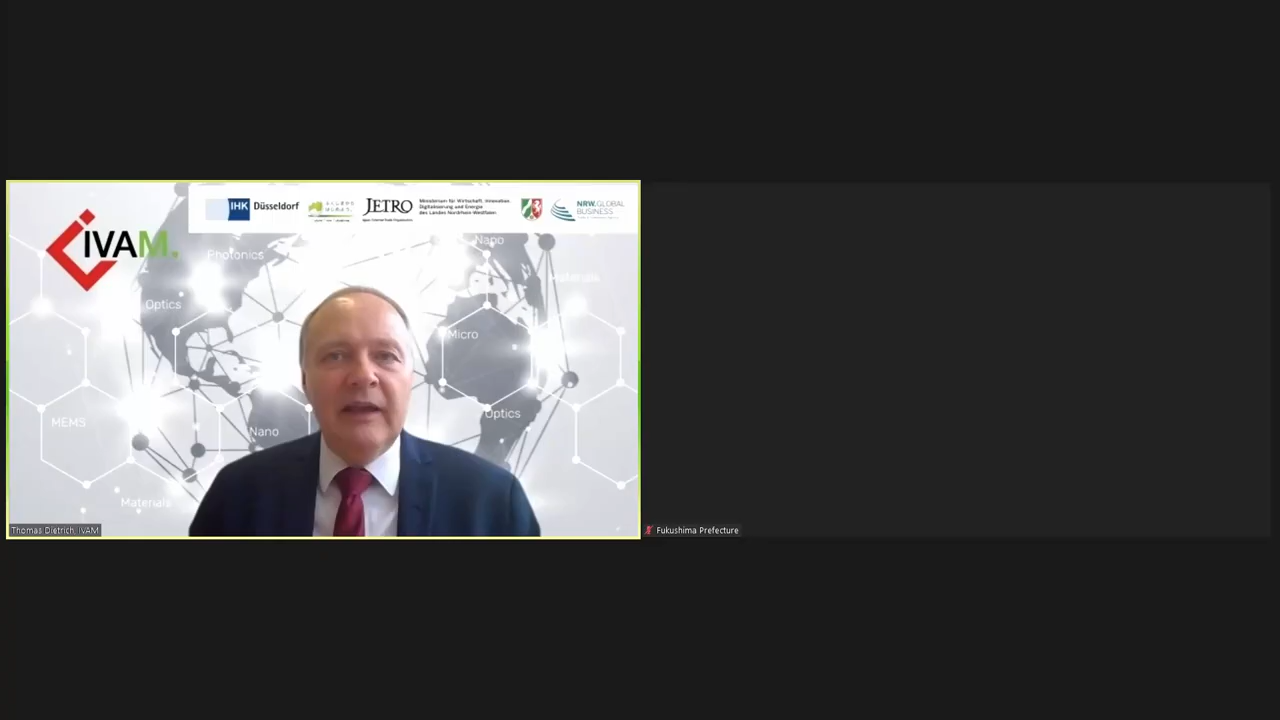 IHK Düsseldorf
JETRO
Ministerium für Wirtschaft, Innovation,
Digitalisierung und Energie
des Landes Nordrhein-Westfalen
NRW.GLOBAL
BUSINESS
IVAM.
Photonics
Nano
Materials
Optics
Micro
MEMS
Nano
Optics
Materials
Thomas Dietrich, IVAM
Fukushima Prefecture